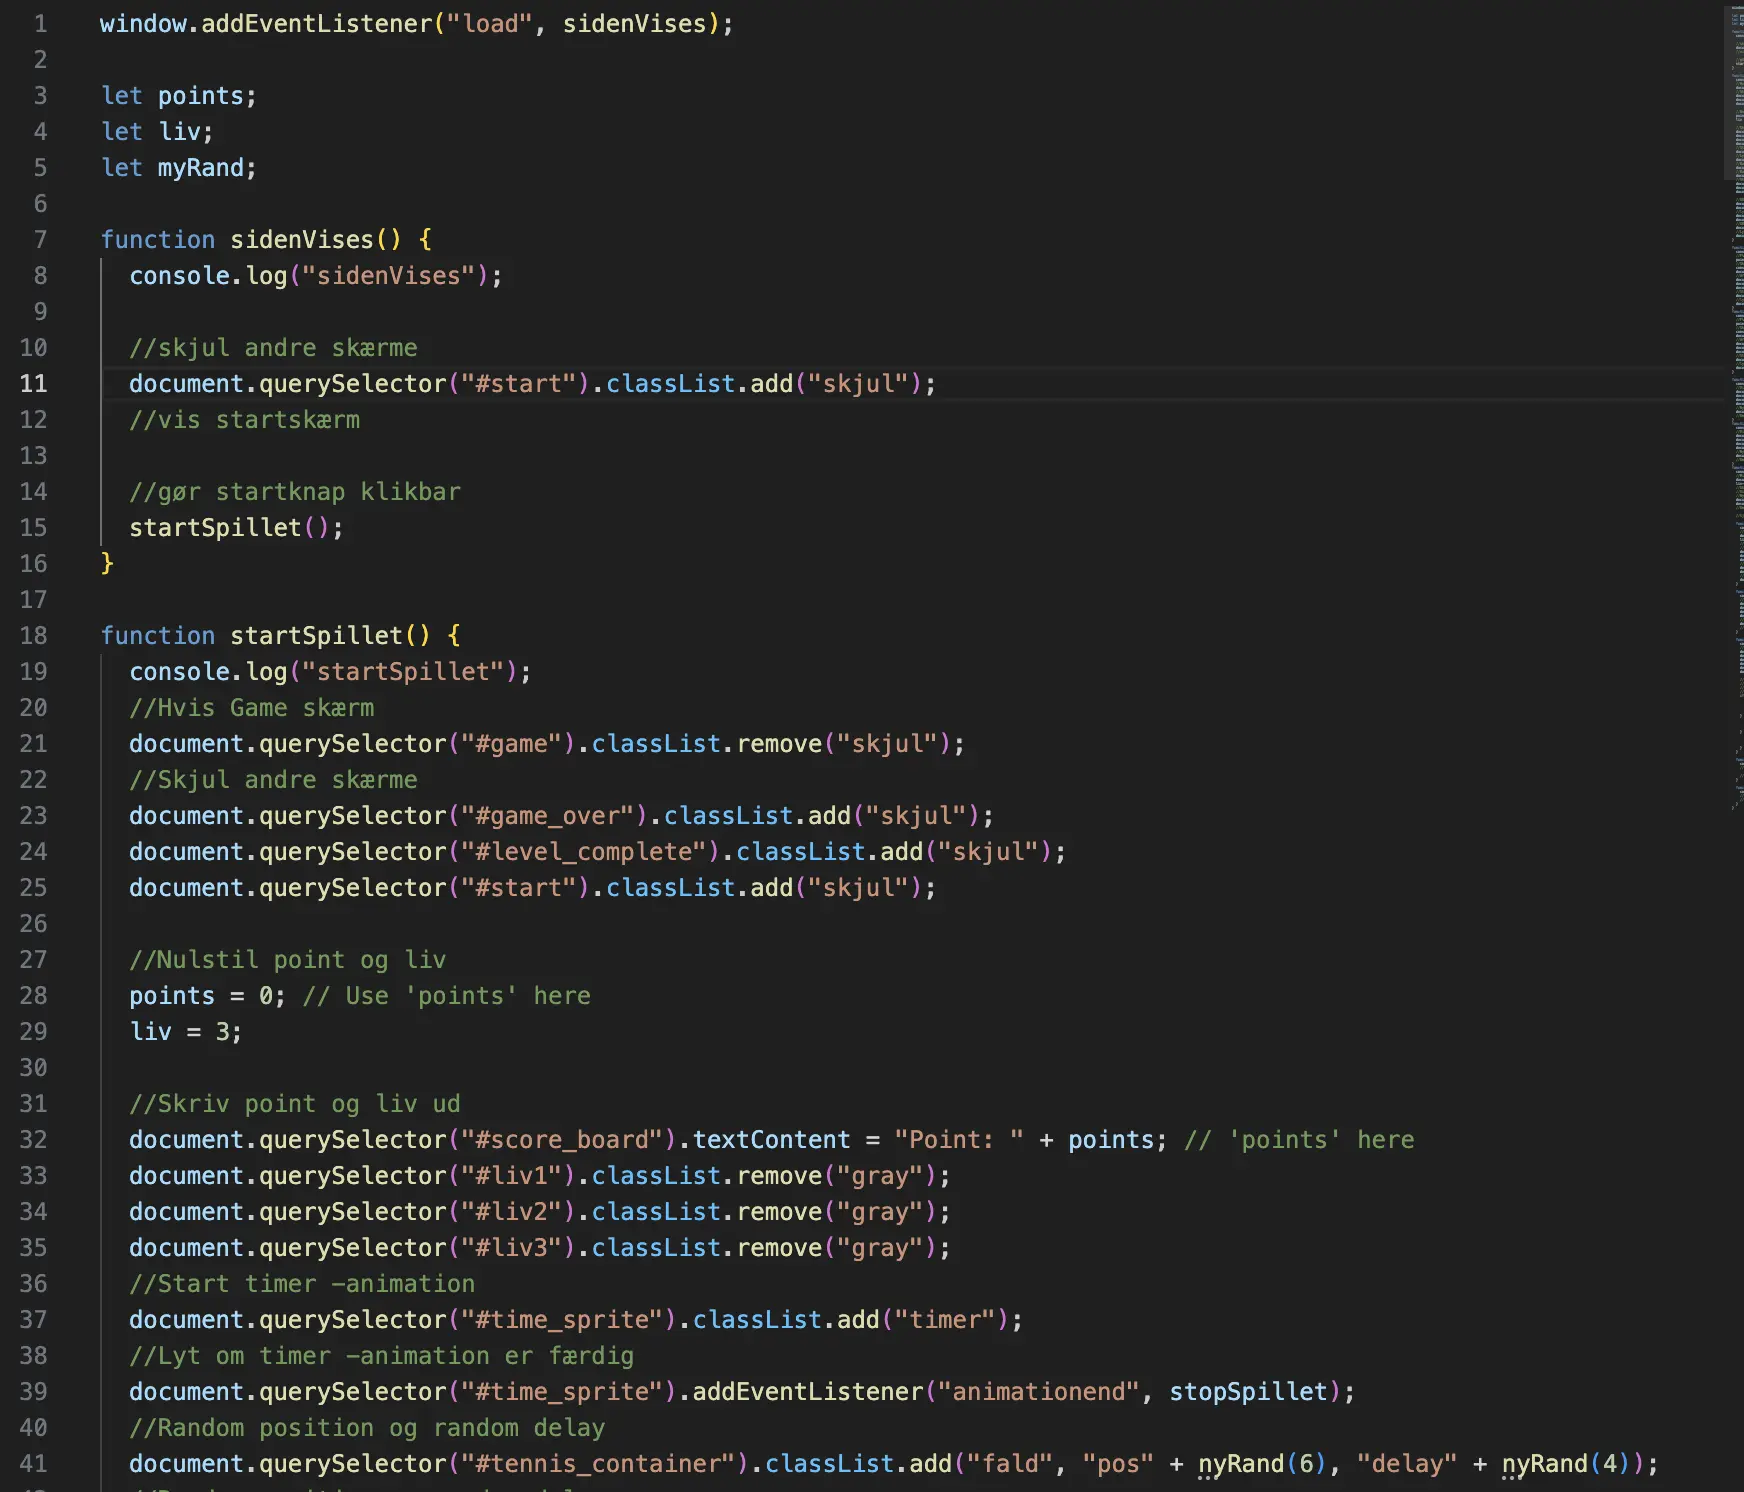 1 window.addEventListener("load", sidenVises);
2
3 let points;
4 let liv;
5 let myRand;
6
7 function sidenVises() {
8 console.log("sidenVises");
9
10 //skjul andre skærme
11 document.querySelector("#start").classList.add("skjul");
12 //vis startskærm
13
14 //gør startknap klikbar
15 startSpillet();
16 }
17
18 function startSpillet() {
19 console.log("startSpillet");
20 //Hvis Game skærm
21 document.querySelector("#game").classList.remove("skjul");
22 //Skjul andre skærme
23 document.querySelector("#game_over").classList.add("skjul");
24 document.querySelector("#level_complete").classList.add("skjul");
25 document.querySelector("#start").classList.add("skjul");
26
27 //Nulstil point og liv
28 points = 0; // Use 'points' here
29 liv = 3;
30
31 //Skriv point og liv ud
32 document.querySelector("#score_board").textContent = "Point: " + points; // 'points' here
33 document.querySelector("#liv1").classList.remove("gray");
34 document.querySelector("#liv2").classList.remove("gray");
35 document.querySelector("#liv3").classList.remove("gray");
36 //Start timer -animation
37 document.querySelector("#time_sprite").classList.add("timer");
38 //Lyt om timer -animation er færdig
39 document.querySelector("#time_sprite").addEventListener("animationend", stopSpillet);
40 //Random position og random delay
41 document.querySelector("#tennis_container").classList.add("fald", "pos" + nyRand(6), "delay" + nyRand(4));